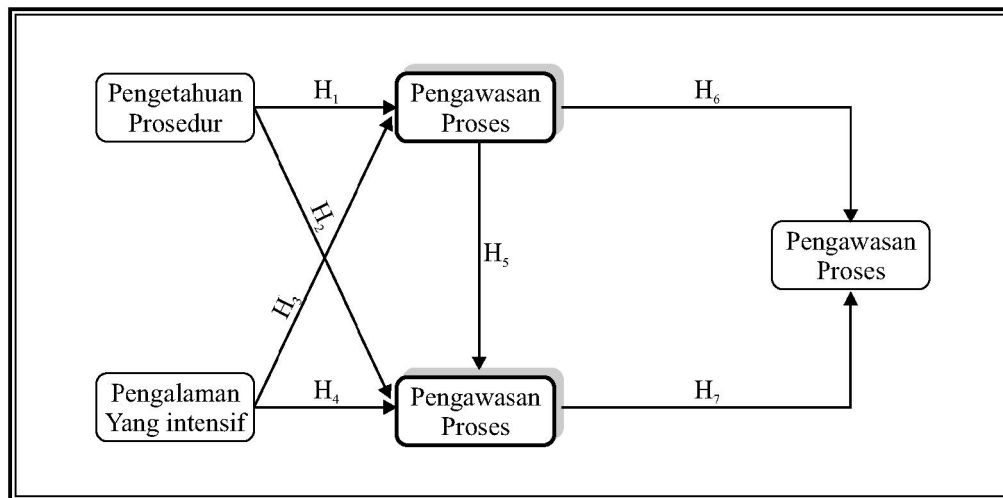 Pengetahuan
Prosedur
H₁
Pengawasan
Proses
H₆
H₂
H₅
Pengawasan
Proses
H₃
Pengalaman
Yang intensif
H₄
Pengawasan
Proses
H₇